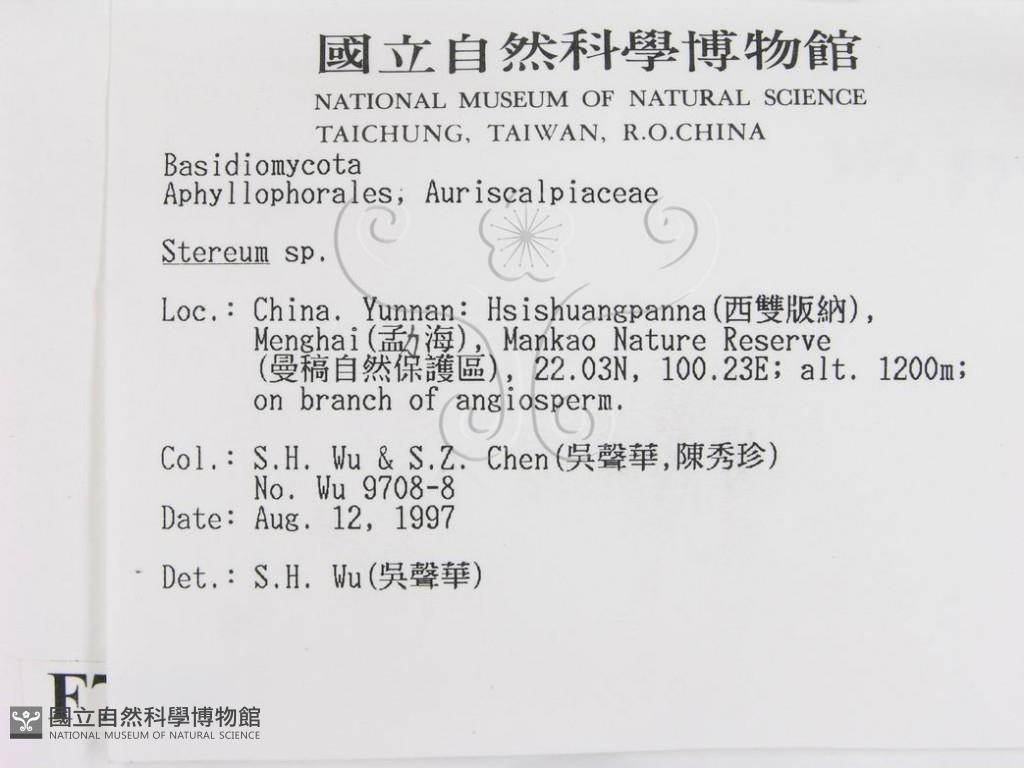 國立自然科學博物館
NATIONAL MUSEUM OF NATURAL SCIENCE
TAICHUNG, TAIWAN, R.O.CHINA
Basidiomycota
Aphyllophorales, Auriscalpiaceae
Stereum sp.
Loc.: China. Yunnan: Hsishuangpanna(西雙版納),
Menghai(孟力海), Mankao Nature Reserve
(曼稿自然保護區), 22.03N, 100.23E; alt. 1200m;
on branch of angiosperm.
Col.: S.H. Wu & S.Z. Chen(吳聲華,陳秀珍)
No. Wu 9708-8
Date: Aug. 12, 1997
Det.: S.H. Wu(吳聲華)
國立自然科學博物館
NATIONAL MUSEUM OF NATURAL SCIENCE